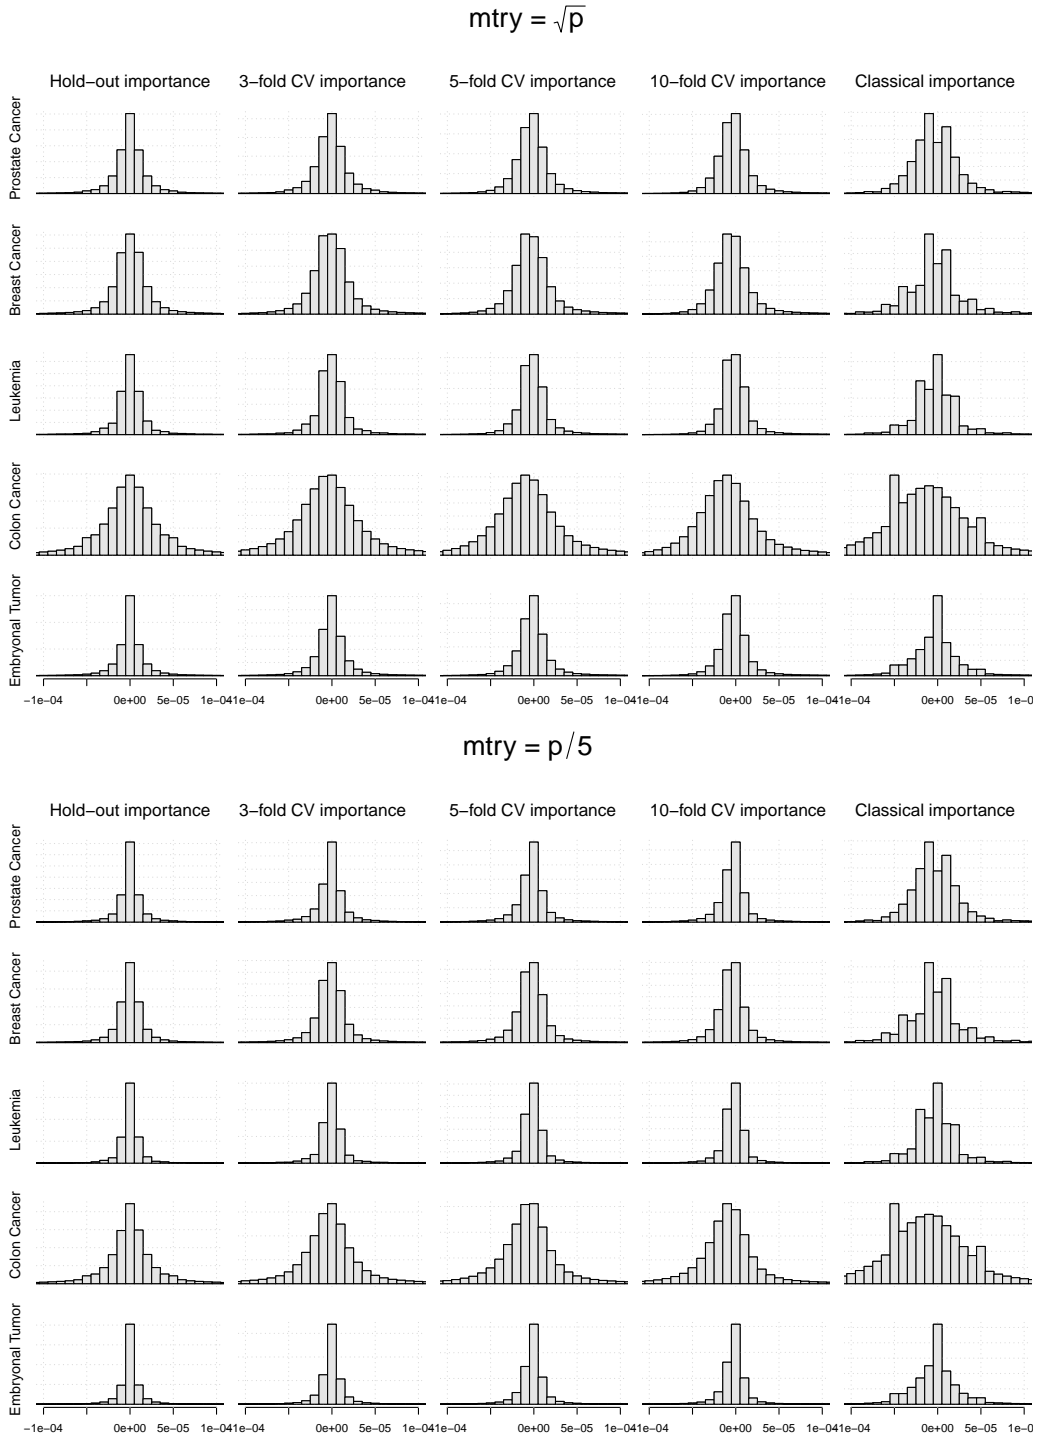 mtry = √p
Hold−out importance 3−fold CV importance 5−fold CV importance 10−fold CV importance Classical importance
Prostate Cancer
Breast Cancer
Leukemia
Colon Cancer
Embryonal Tumor
−1e−04 0e+00 5e−05 1e−041e−04 0e+00 5e−05 1e−041e−04 0e+00 5e−05 1e−041e−04 0e+00 5e−05 1e−041e−04 0e+00 5e−05 1e−0
mtry = p/5
Hold−out importance 3−fold CV importance 5−fold CV importance 10−fold CV importance Classical importance
Prostate Cancer
Breast Cancer
Leukemia
Colon Cancer
Embryonal Tumor
−1e−04 0e+00 5e−05 1e−041e−04 0e+00 5e−05 1e−041e−04 0e+00 5e−05 1e−041e−04 0e+00 5e−05 1e−041e−04 0e+00 5e−05 1e−0